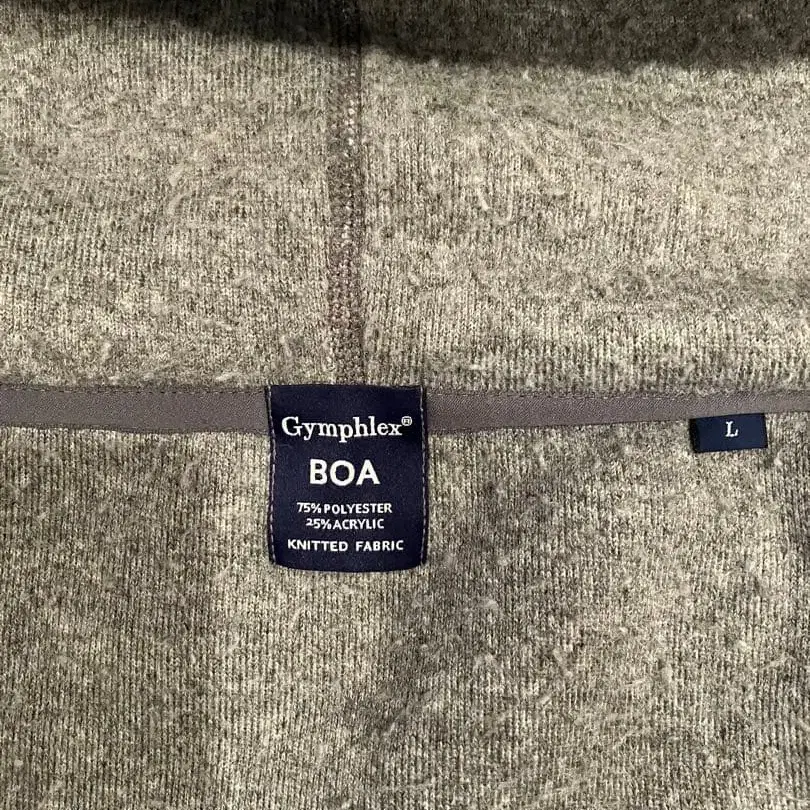 Gymphlex®
BOA
75% POLYESTER
25% ACRYLIC
KNITTED FABRIC
L